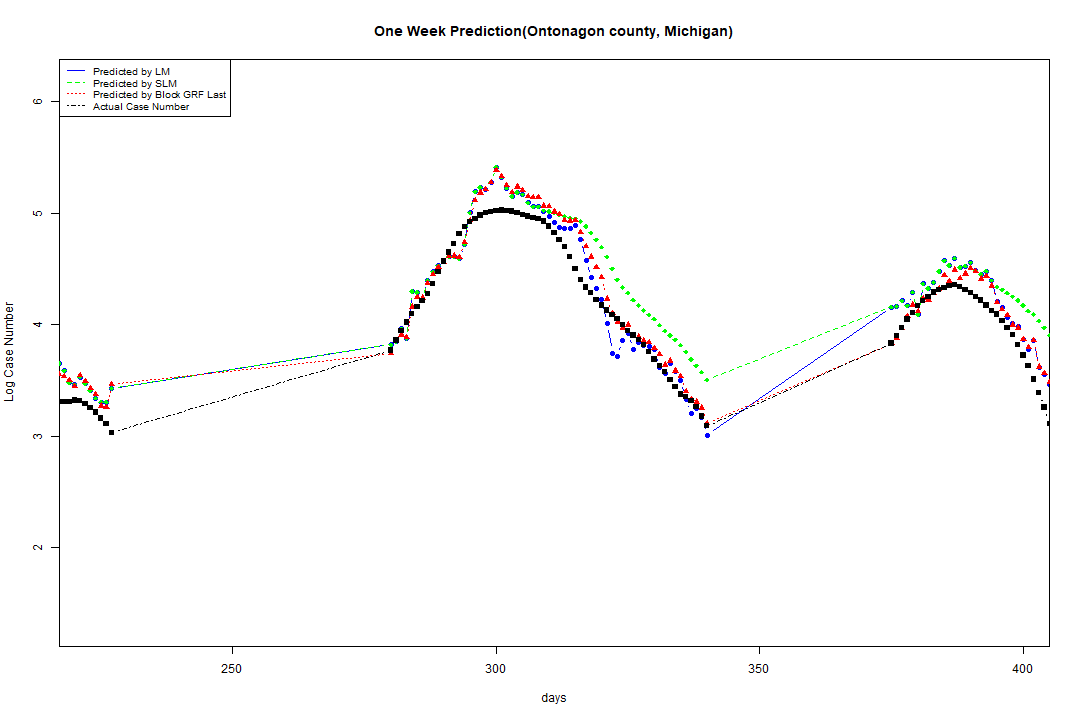 One Week Prediction(Ontonagon county, Michigan)
Predicted by LM
Predicted by SLM
Predicted by Block GRF Last
Actual Case Number
6
5
4
3
2
Log Case Number
250
300
350
400
days